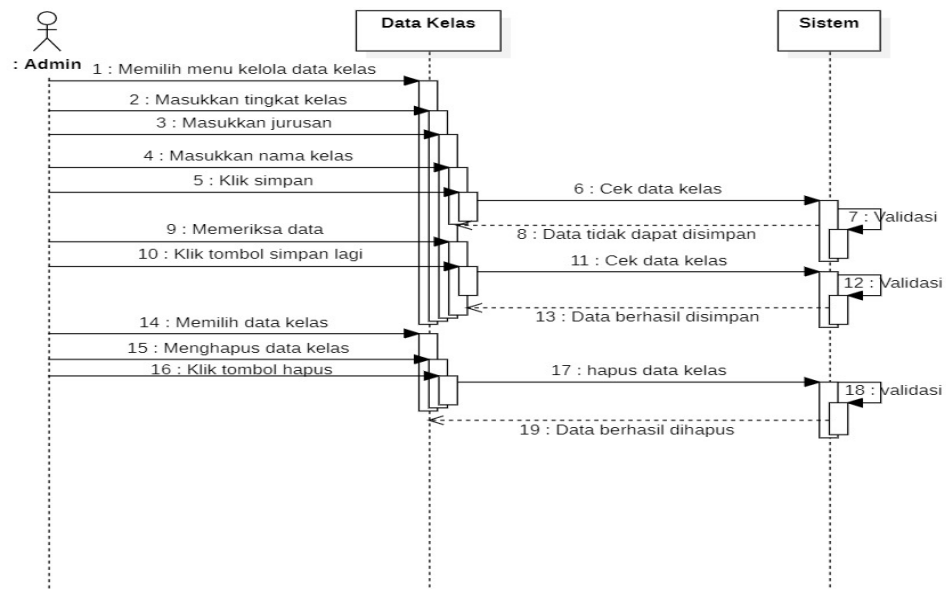 Data Kelas
Sistem
: Admin
1 : Memilih menu kelola data kelas
2 : Masukkan tingkat kelas
3 : Masukkan jurusan
4 : Masukkan nama kelas
5 : Klik simpan
6 : Cek data kelas
7 : Validasi
8 : Data tidak dapat disimpan
9 : Memeriksa data
10 : Klik tombol simpan lagi
11 : Cek data kelas
12 : Validasi
13 : Data berhasil disimpan
14 : Memilih data kelas
15 : Menghapus data kelas
16 : Klik tombol hapus
17 : hapus data kelas
18 : validasi
19 : Data berhasil dihapus